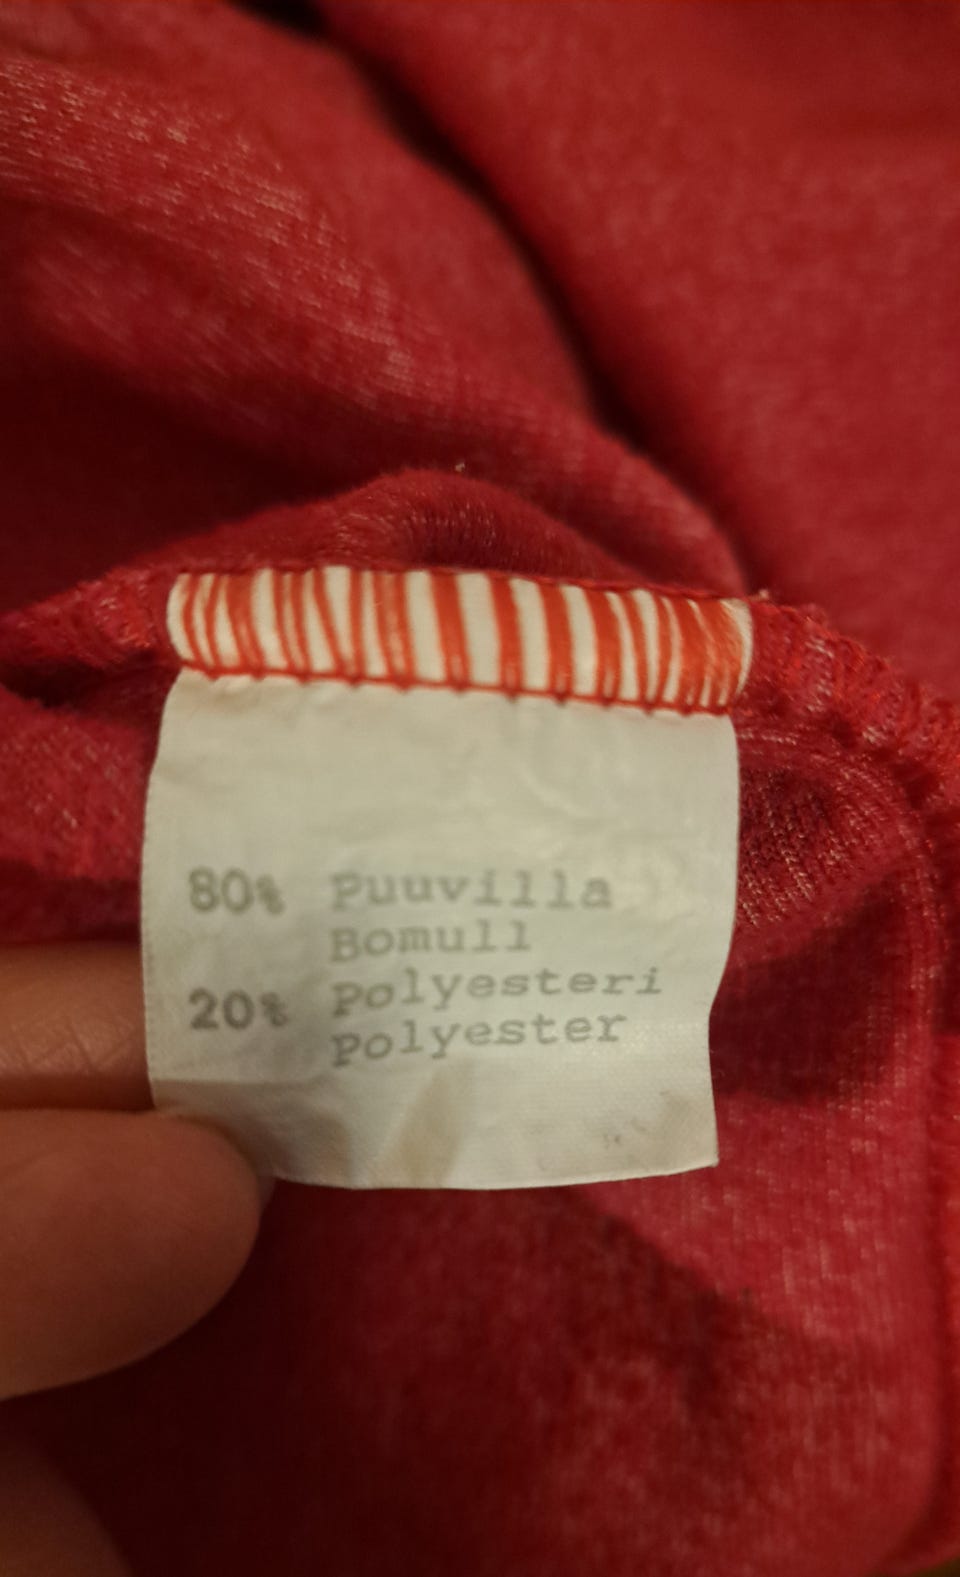 80% Puuvilla
Bomull
20% Polyesteri
Polyester